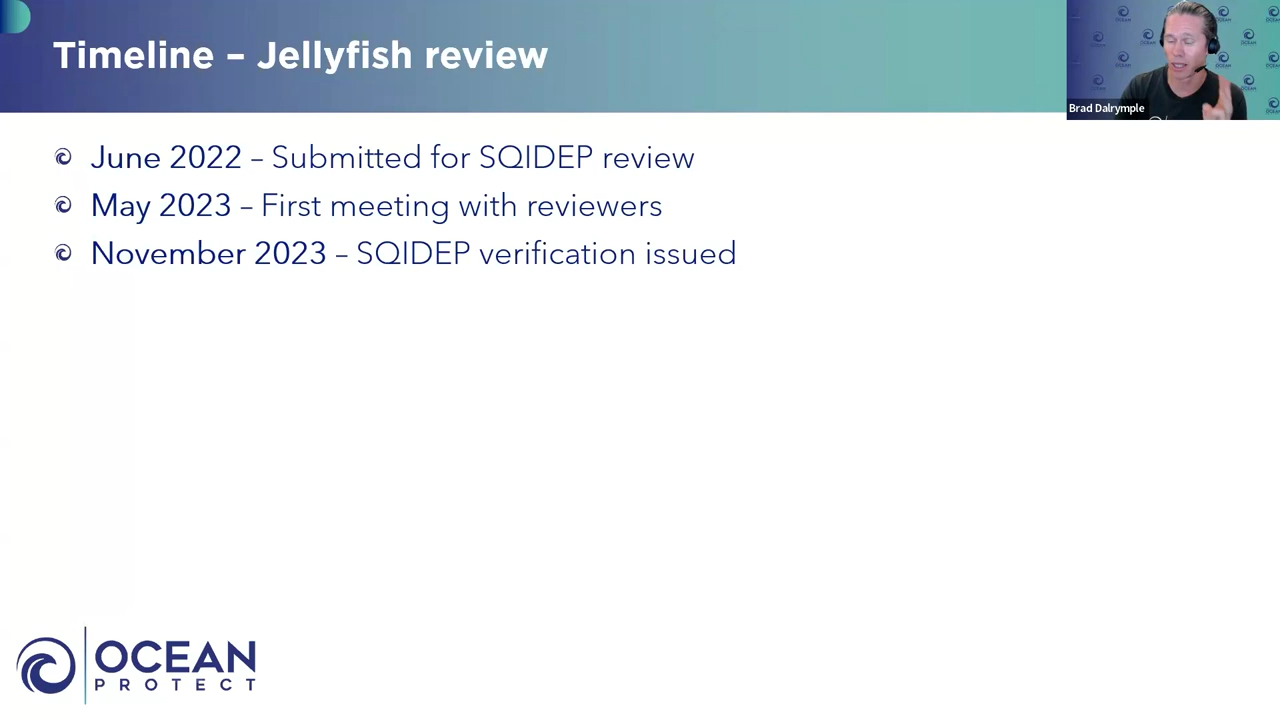 Timeline – Jellyfish review
Brad Dalrymple
June 2022 – Submitted for SQIDEP review
May 2023 – First meeting with reviewers
November 2023 – SQIDEP verification issued
OCEAN
PROTECT